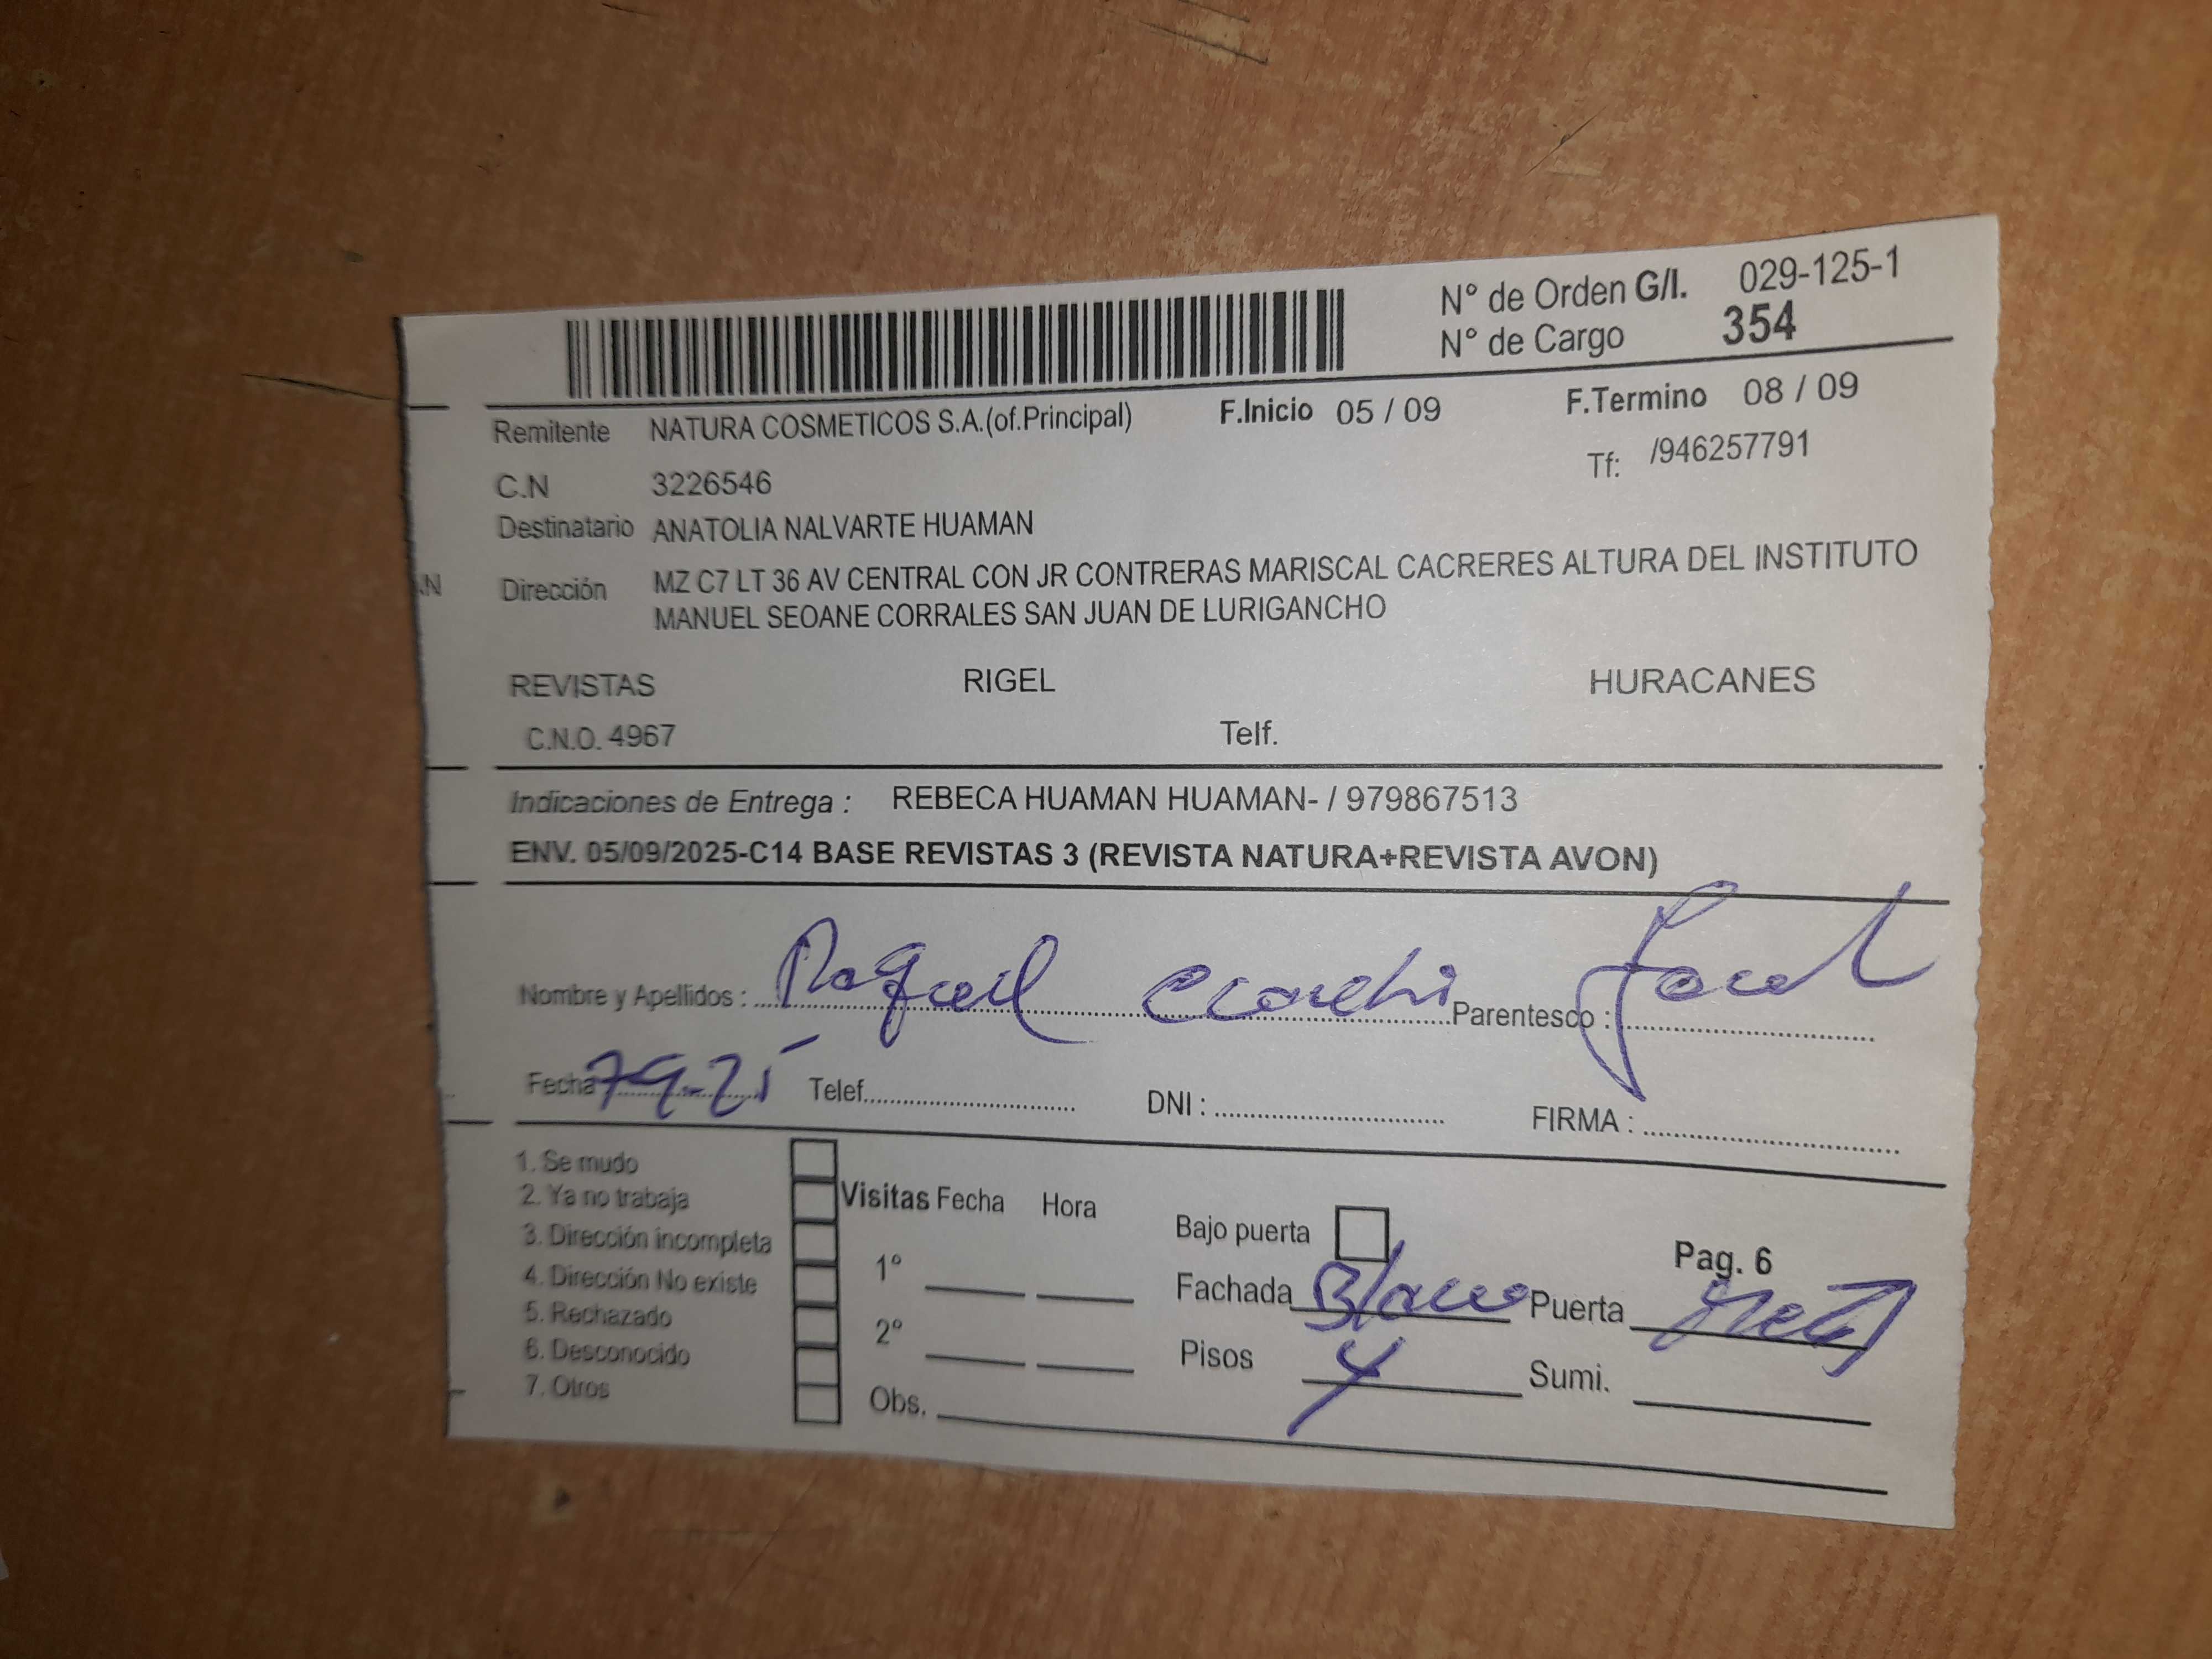 N° de Orden G/I. 029-125-1
N° de Cargo 354
Remitente NATURA COSMETICOS S.A.(of.Principal) F.Inicio 05 / 09 F.Termino 08 / 09
C.N 3226546 Tf: /946257791
Destinatario ANATOLIA NALVARTE HUAMAN
.N Dirección MZ C7 LT 36 AV CENTRAL CON JR CONTRERAS MARISCAL CACRERES ALTURA DEL INSTITUTO
MANUEL SEOANE CORRALES SAN JUAN DE LURIGANCHO
REVISTAS RIGEL HURACANES
C.N.O. 4967 Telf.
Indicaciones de Entrega : REBECA HUAMAN HUAMAN- / 979867513
ENV. 05/09/2025-C14 BASE REVISTAS 3 (REVISTA NATURA+REVISTA AVON)
Nombre y Apellidos : Raquel Parentesco :
Fecha 7-9-25 Telef. DNI : FIRMA :
1. Se mudo
2. Ya no trabaja Visitas Fecha Hora
3. Dirección incompleta Bajo puerta Pag. 6
4. Dirección No existe 1° Fachada Blanco Puerta
5. Rechazado 2°
6. Desconocido Pisos 4 Sumi.
7. Otros Obs.